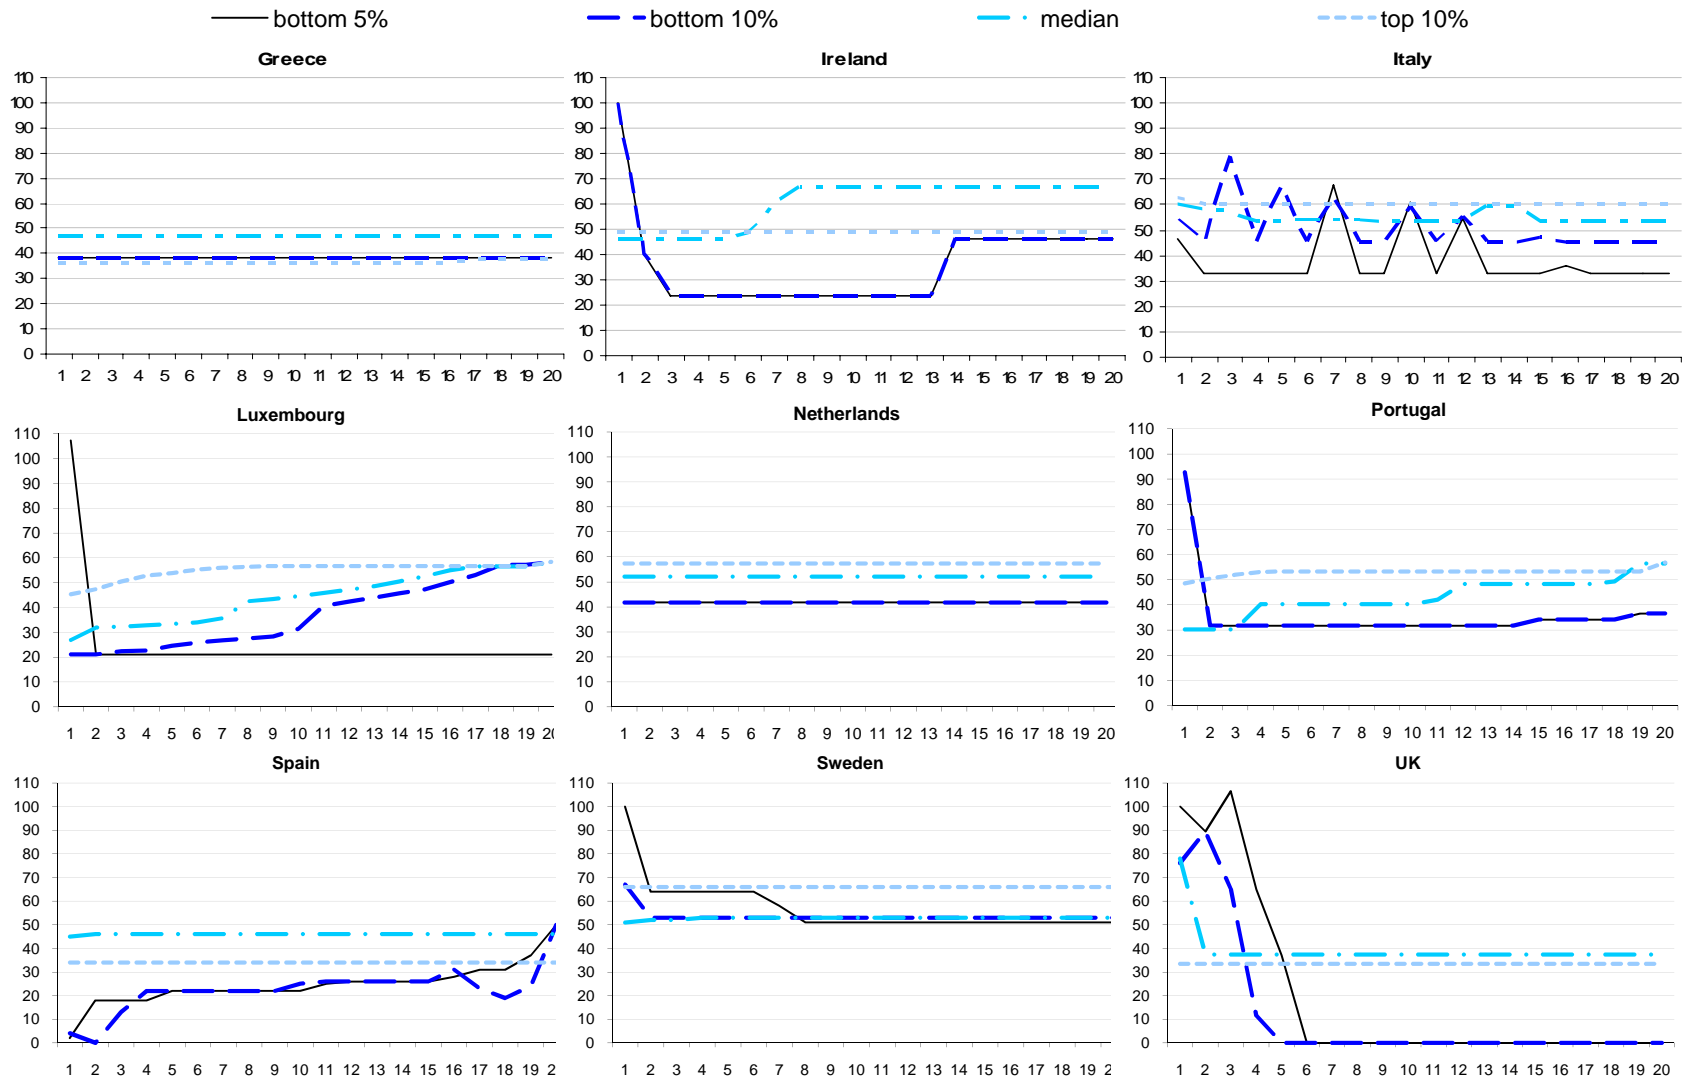 bottom 5% bottom 10% median top 10%
Greece Ireland Italy
110 110 110
100 100 100
90 90 90
80 80 80
70 70 70
60 60 60
50 50 50
40 40 40
30 30 30
20 20 20
10 10 10
0 0 0
1 2 3 4 5 6 7 8 9 10 11 12 13 14 15 16 17 18 19 20
1 2 3 4 5 6 7 8 9 10 11 12 13 14 15 16 17 18 19 20
1 2 3 4 5 6 7 8 9 10 11 12 13 14 15 16 17 18 19 20
Luxembourg Netherlands Portugal
110 110 110
100 100 100
90 90 90
80 80 80
70 70 70
60 60 60
50 50 50
40 40 40
30 30 30
20 20 20
10 10 10
0 0 0
1 2 3 4 5 6 7 8 9 10 11 12 13 14 15 16 17 18 19 20
1 2 3 4 5 6 7 8 9 10 11 12 13 14 15 16 17 18 19 20
1 2 3 4 5 6 7 8 9 10 11 12 13 14 15 16 17 18 19 20
Spain Sweden UK
110 110 110
100 100 100
90 90 90
80 80 80
70 70 70
60 60 60
50 50 50
40 40 40
30 30 30
20 20 20
10 10 10
0 0 0
1 2 3 4 5 6 7 8 9 10 11 12 13 14 15 16 17 18 19 2
1 2 3 4 5 6 7 8 9 10 11 12 13 14 15 16 17 18 19 2
1 2 3 4 5 6 7 8 9 10 11 12 13 14 15 16 17 18 19 20